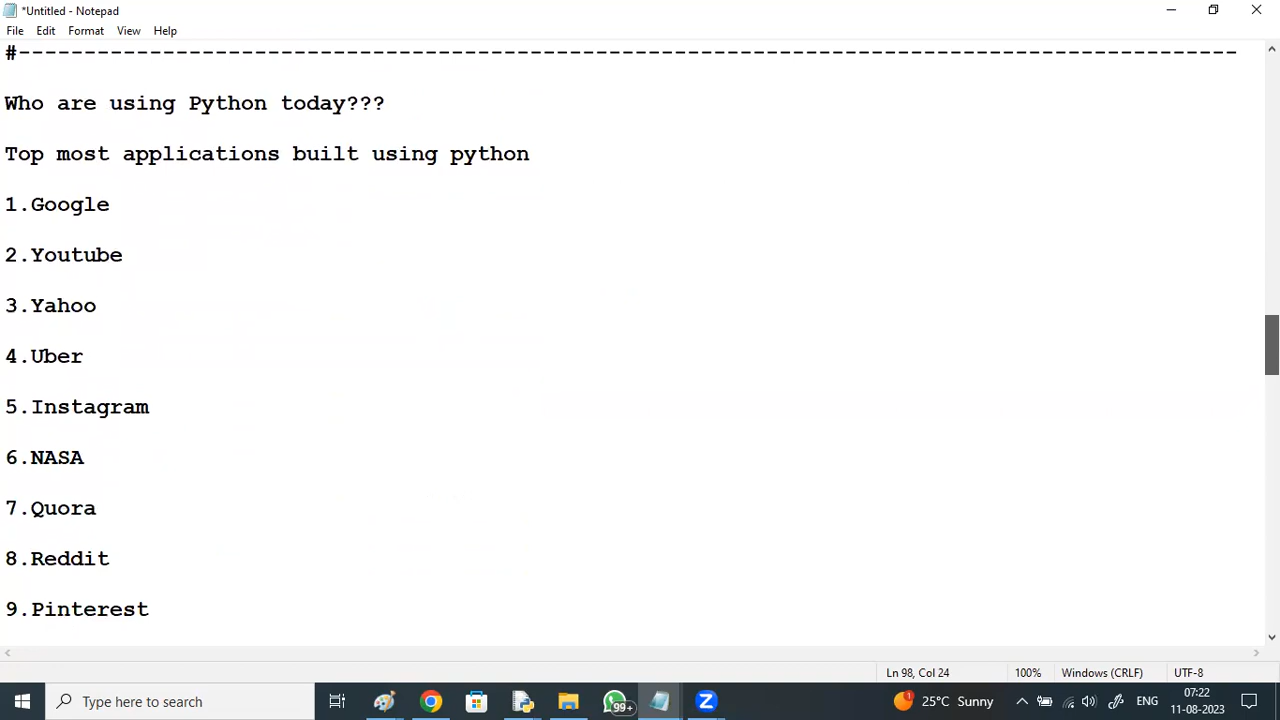 *Untitled - Notepad
File Edit Format View Help
#---------------------------------------------------------------------------------------------
Who are using Python today???
Top most applications built using python
1.Google
2.Youtube
3.Yahoo
4.Uber
5.Instagram
6.NASA
7.Quora
8.Reddit
9.Pinterest
Ln 98, Col 24 100% Windows (CRLF) UTF-8
Type here to search 99+ 1 25°C Sunny ENG 07:22
11-08-2023